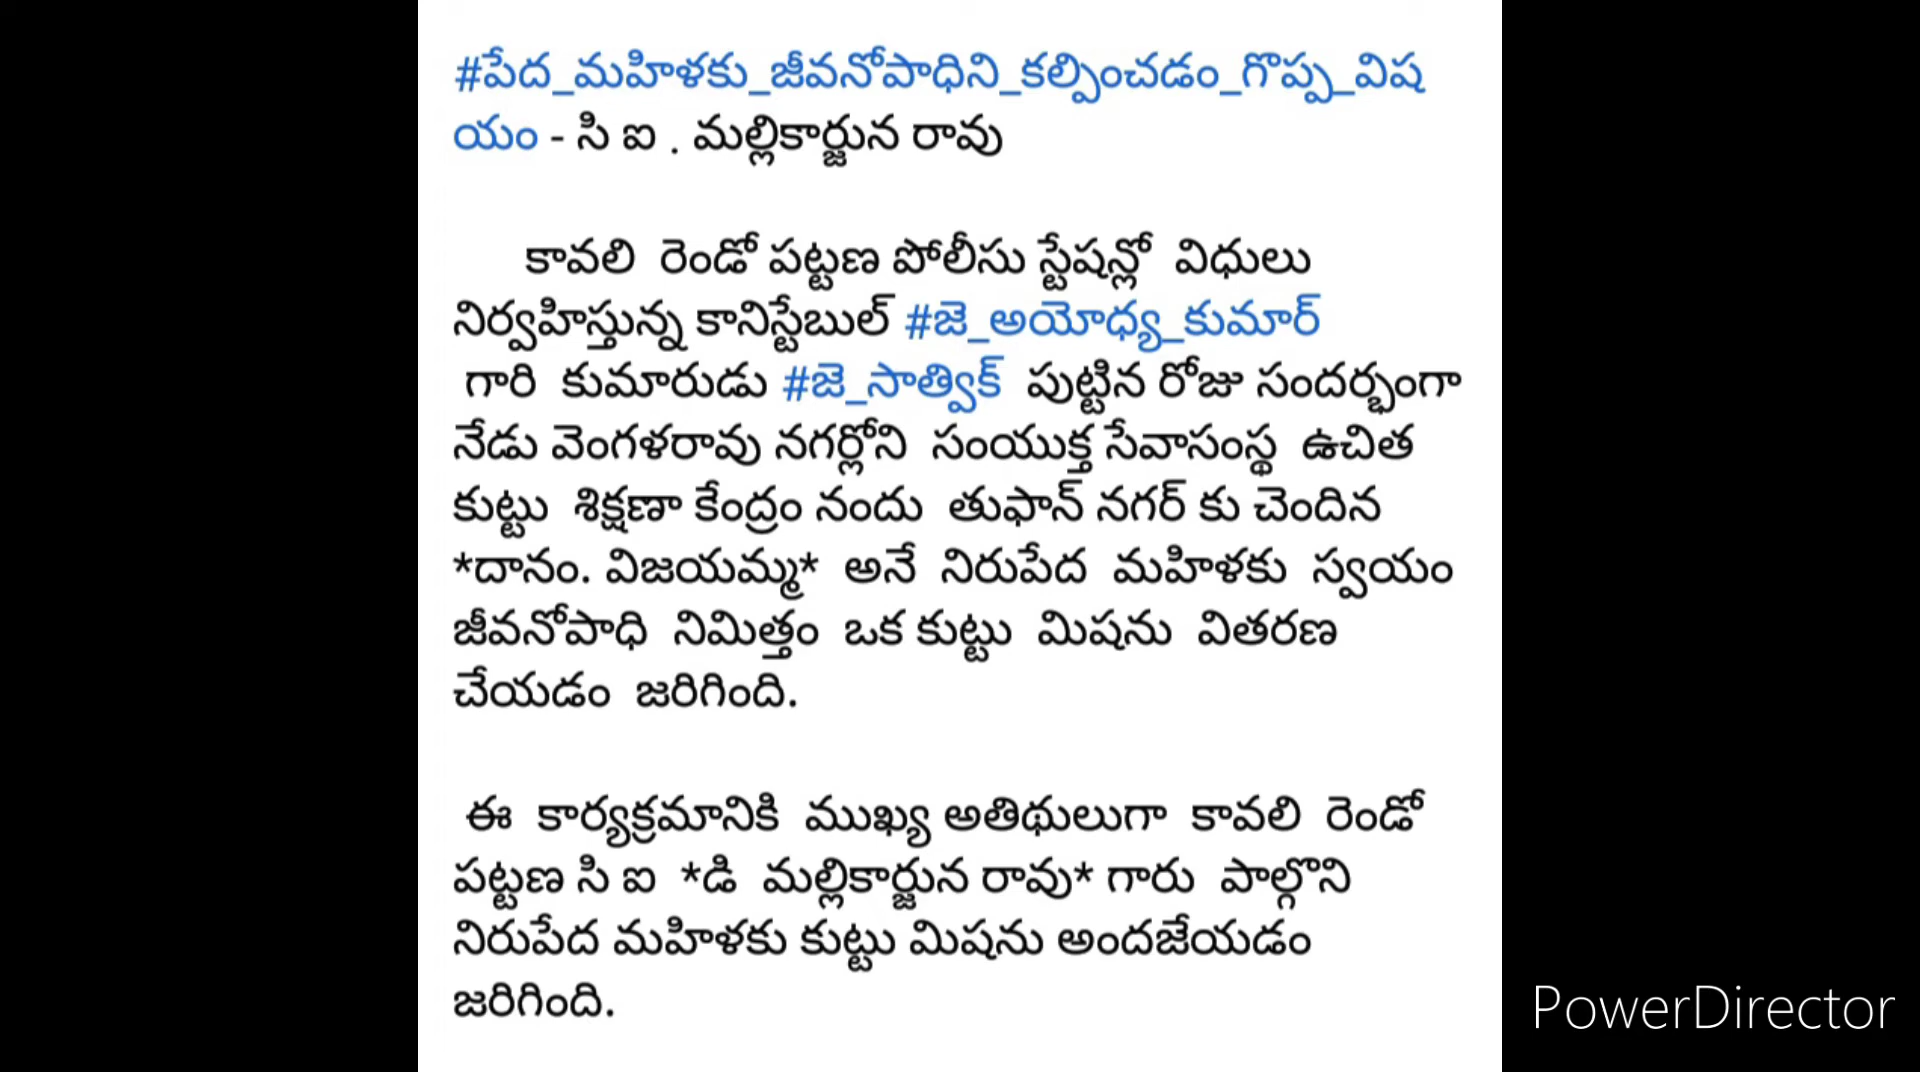 #పేద_మహిళకు_జీవనోపాధిని_కల్పించడం_గొప్ప_విష
యం - సి ఐ . మల్లికార్జున రావు
కావలి రెండో పట్టణ పోలీసు స్టేషన్లో విధులు
నిర్వహిస్తున్న కానిస్టేబుల్ #జె_అయోధ్య_కుమార్
గారి కుమారుడు #జె_సాత్విక్ పుట్టిన రోజు సందర్భంగా
నేడు వెంగళరావు నగర్లోని సంయుక్త సేవాసంస్థ ఉచిత
కుట్టు శిక్షణా కేంద్రం నందు తుఫాన్ నగర్ కు చెందిన
*దానం. విజయమ్మ* అనే నిరుపేద మహిళకు స్వయం
జీవనోపాధి నిమిత్తం ఒక కుట్టు మిషను వితరణ
చేయడం జరిగింది.
ఈ కార్యక్రమానికి ముఖ్య అతిథులుగా కావలి రెండో
పట్టణ సి ఐ *డి మల్లికార్జున రావు* గారు పాల్గొని
నిరుపేద మహిళకు కుట్టు మిషను అందజేయడం
జరిగింది.
PowerDirector